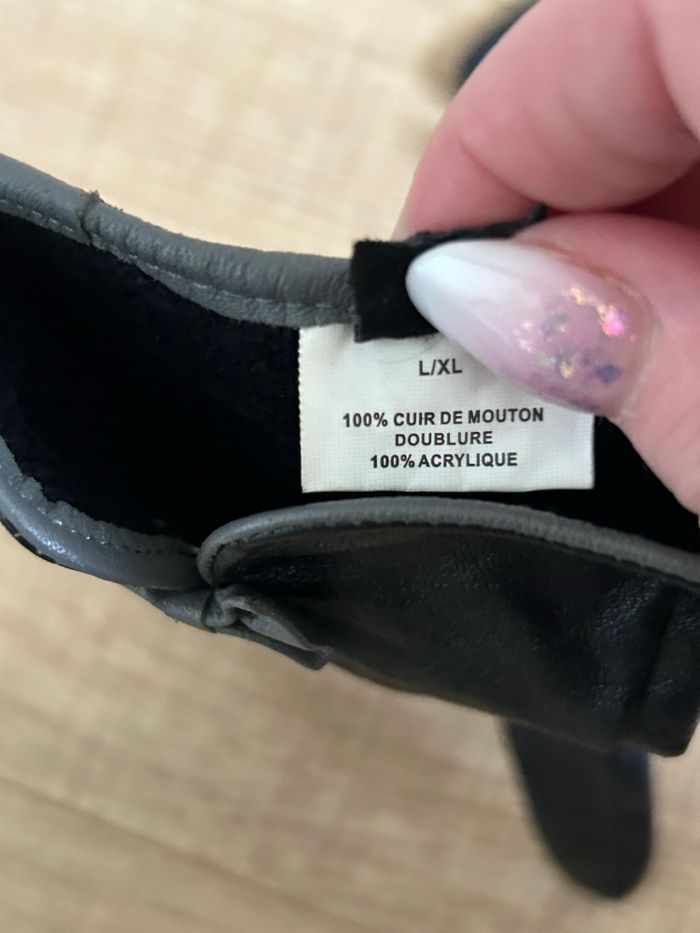 L/XL
100% CUIR DE MOUTON
DOUBLURE
100% ACRYLIQUE